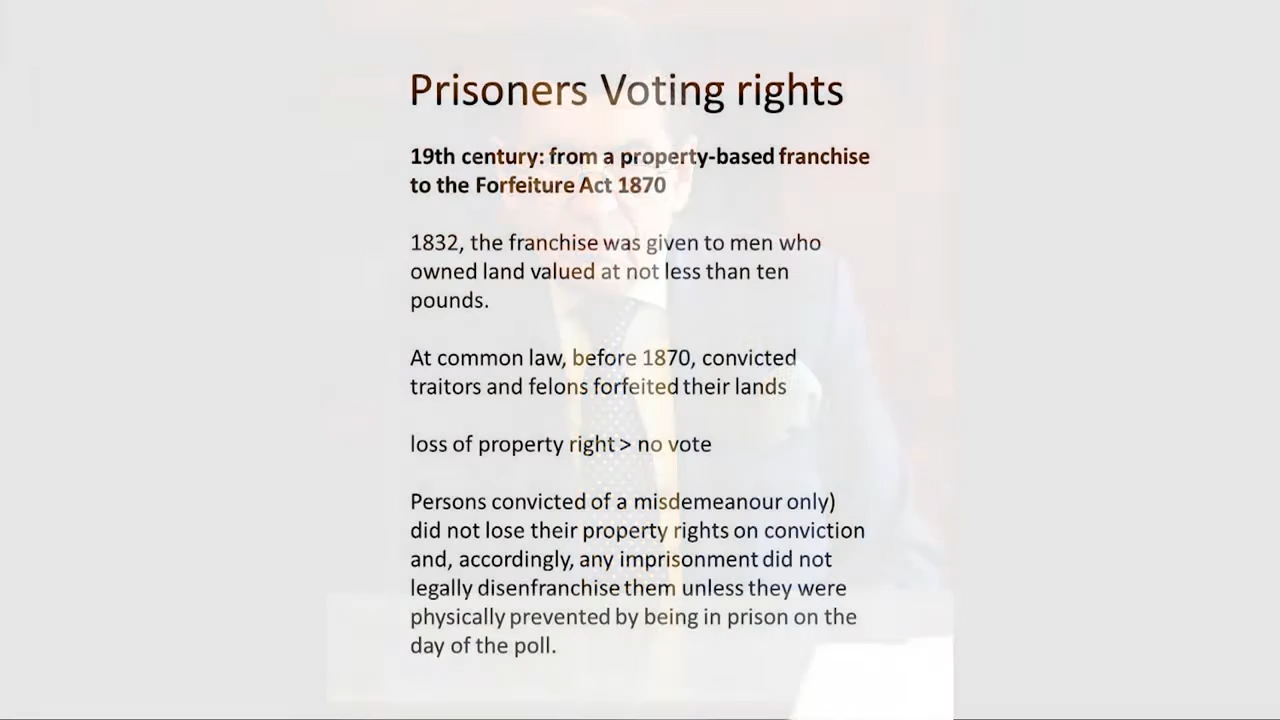 Prisoners Voting rights
19th century: from a property-based franchise
to the Forfeiture Act 1870
1832, the franchise was given to men who
owned land valued at not less than ten
pounds.
At common law, before 1870, convicted
traitors and felons forfeited their lands
loss of property right > no vote
Persons convicted of a misdemeanour only)
did not lose their property rights on conviction
and, accordingly, any imprisonment did not
legally disenfranchise them unless they were
physically prevented by being in prison on the
day of the poll.